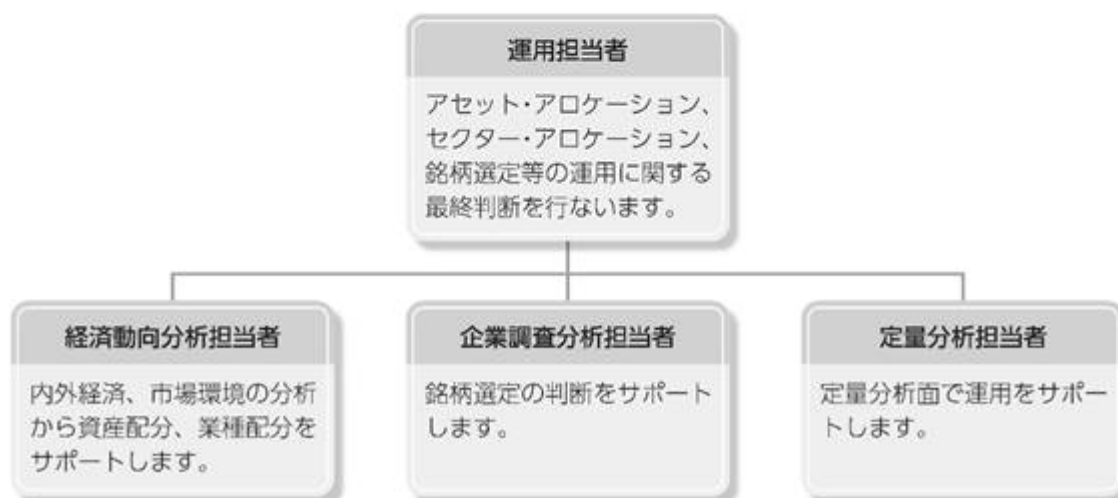 運用担当者
アセット・アロケーション、
セクター・アロケーション、
銘柄選定等の運用に関する
最終判断を行ないます。
経済動向分析担当者
内外経済、市場環境の分析
から資産配分、業種配分を
サポートします。
企業調査分析担当者
銘柄選定の判断をサポート
します。
定量分析担当者
定量分析面で運用をサポー
トします。